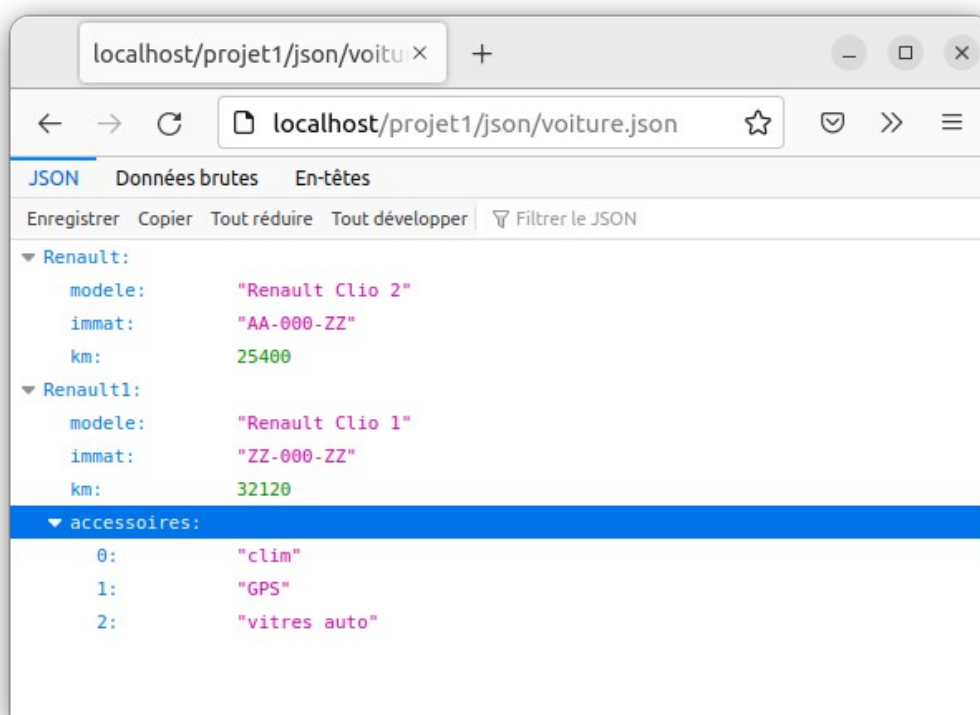 localhost/projet1/json/voitu
localhost/projet1/json/voiture.json
JSON Données brutes En-têtes
Enregistrer Copier Tout réduire Tout développer Filtrer le JSON
Renault:
modele: "Renault Clio 2"
immat: "AA-000-ZZ"
km: 25400
Renault1:
modele: "Renault Clio 1"
immat: "ZZ-000-ZZ"
km: 32120
accessoires:
0: "clim"
1: "GPS"
2: "vitres auto"